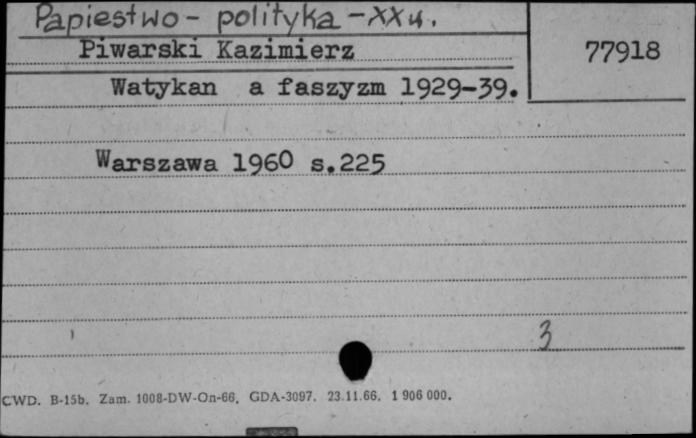 Papiestwo - polityka - XX w.
Piwarski Kazimierz
77918
Watykan a faszyzm 1929-39.
Warszawa 1960 s.225
3
CWD. B-15b. Zam. 1008-DW-On-66. GDA-3097. 23.11.66. 1 906 000.